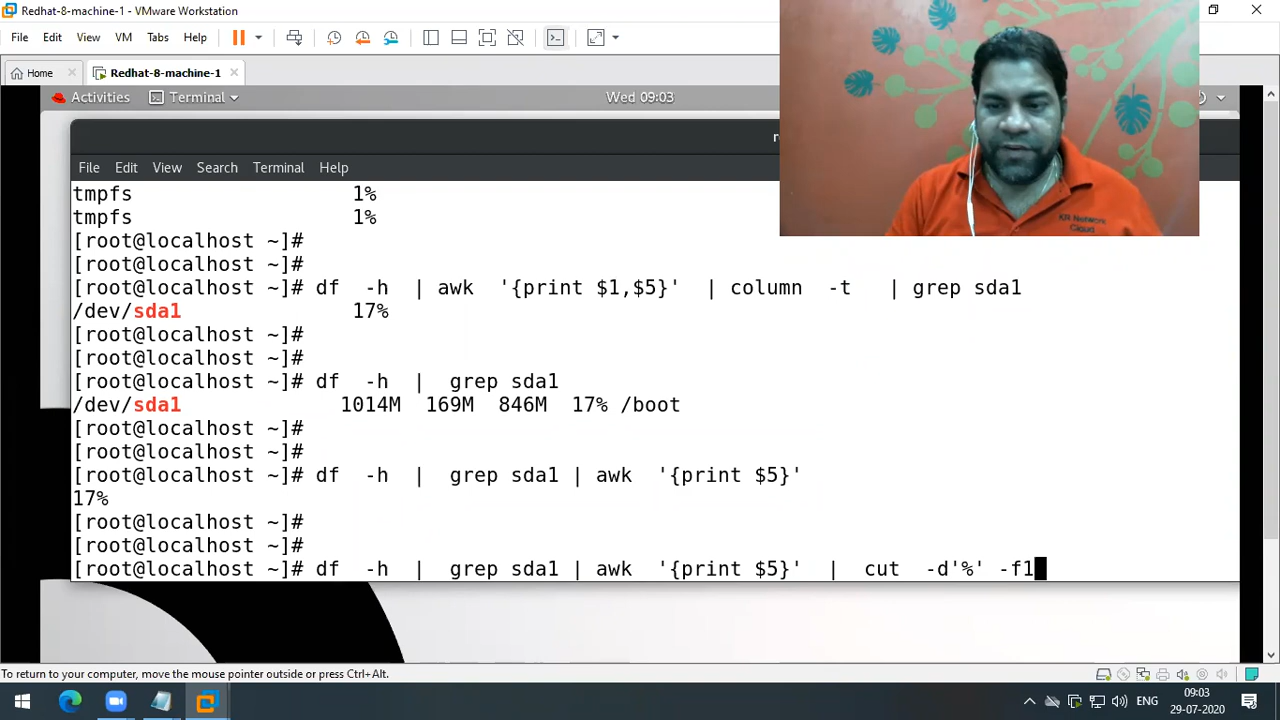 Redhat-8-machine-1 - VMware Workstation
File Edit View VM Tabs Help
Home Redhat-8-machine-1
Activities Terminal Wed 09:03
File Edit View Search Terminal Help
KR Network
Cloud
tmpfs 1%
tmpfs 1%
[root@localhost ~]#
[root@localhost ~]#
[root@localhost ~]# df -h | awk '{print $1,$5}' | column -t | grep sda1
/dev/sda1 17%
[root@localhost ~]#
[root@localhost ~]#
[root@localhost ~]# df -h | grep sda1
/dev/sda1 1014M 169M 846M 17% /boot
[root@localhost ~]#
[root@localhost ~]#
[root@localhost ~]# df -h | grep sda1 | awk '{print $5}'
17%
[root@localhost ~]#
[root@localhost ~]#
[root@localhost ~]# df -h | grep sda1 | awk '{print $5}' | cut -d'%' -f1
To return to your computer, move the mouse pointer outside or press Ctrl+Alt.
ENG
09:03
29-07-2020